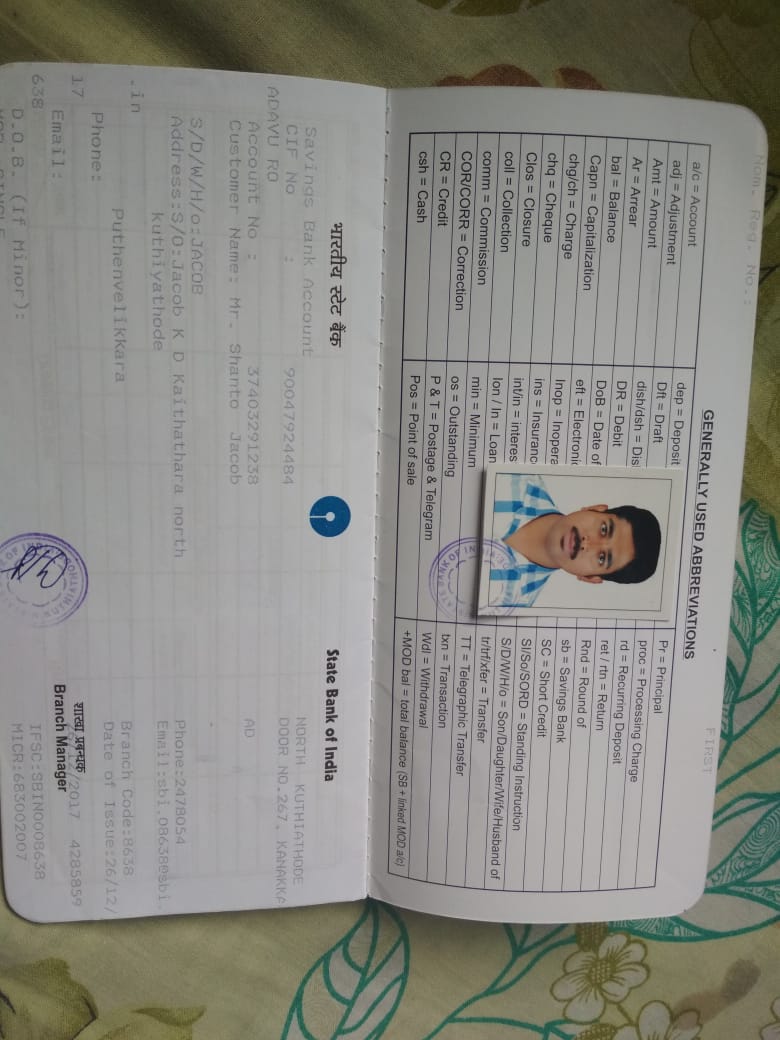 Nom. Reg. No.:
FIRST
GENERALLY USED ABBREVIATIONS
a/c = Account
adj = Adjustment
Amt = Amount
Ar = Arrear
bal = Balance
Capn = Capitalization
chg/ch = Charge
chq = Cheque
Clos = Closure
coll = Collection
comm = Commission
COR/CORR = Correction
CR = Credit
csh = Cash
dep = Deposit
Dft = Draft
dish/dsh = Dis
DR = Debit
DoB = Date of
eft = Electronic
Inop = Inopera
ins = Insurance
int/in = interes
lon / ln = Loan
min = Minimum
os = Outstanding
P & T = Postage & Telegram
Pos = Point of sale
Pr = Principal
proc = Processing Charge
rd = Recurring Deposit
ret / rtn = Return
Rnd = Round of
sb = Savings Bank
SC = Short Credit
SI/So/SORD = Standing Instruction
S/D/W/H/o = Son/Daughter/Wife/Husband of
tr/trf/xfer = Transfer
TT = Telegraphic Transfer
txn = Transaction
Wdl = Withdrawal
+MOD bal = total balance (SB + linked MOD a/c)
भारतीय स्टेट बैंक
State Bank of India
Savings Bank Account
NORTH KUTHIATHODE
CIF No : 90047924484
DOOR NO.267, KANAKKA
ADAVU RO
Account No : 37403291238
AD
Customer Name: Mr. Shanto Jacob
S/D/W/H/o:JACOB
Address:S/O:Jacob K D Kaithathara north
Phone:2478054
kuthiyathode
Email:sbi.08638@sbi.
.in
Puthenvelikkara
Branch Code:8638
Phone:
Date of Issue:26/12/
17
शाखा प्रबन्धक
26/12/2017 4285859
Email:
Branch Manager
638
IFSC:SBIN0008638
D.O.B. (If Minor):
MICR:683002007
MOP SINGLE